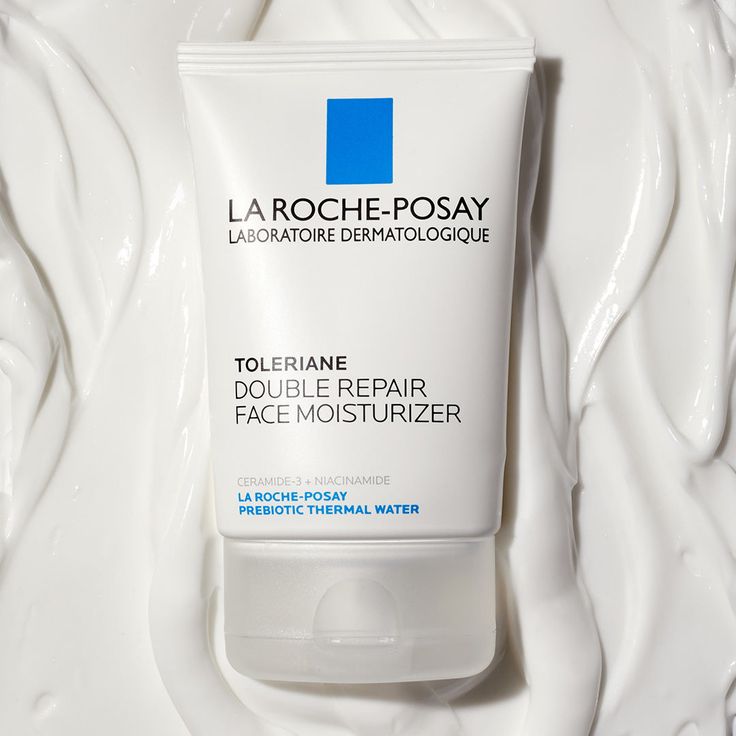 LA ROCHE-POSAY
LABORATOIRE DERMATOLOGIQUE
TOLERIANE
DOUBLE REPAIR
FACE MOISTURIZER
CERAMIDE-3 + NIACINAMIDE
LA ROCHE-POSAY
PREBIOTIC THERMAL WATER